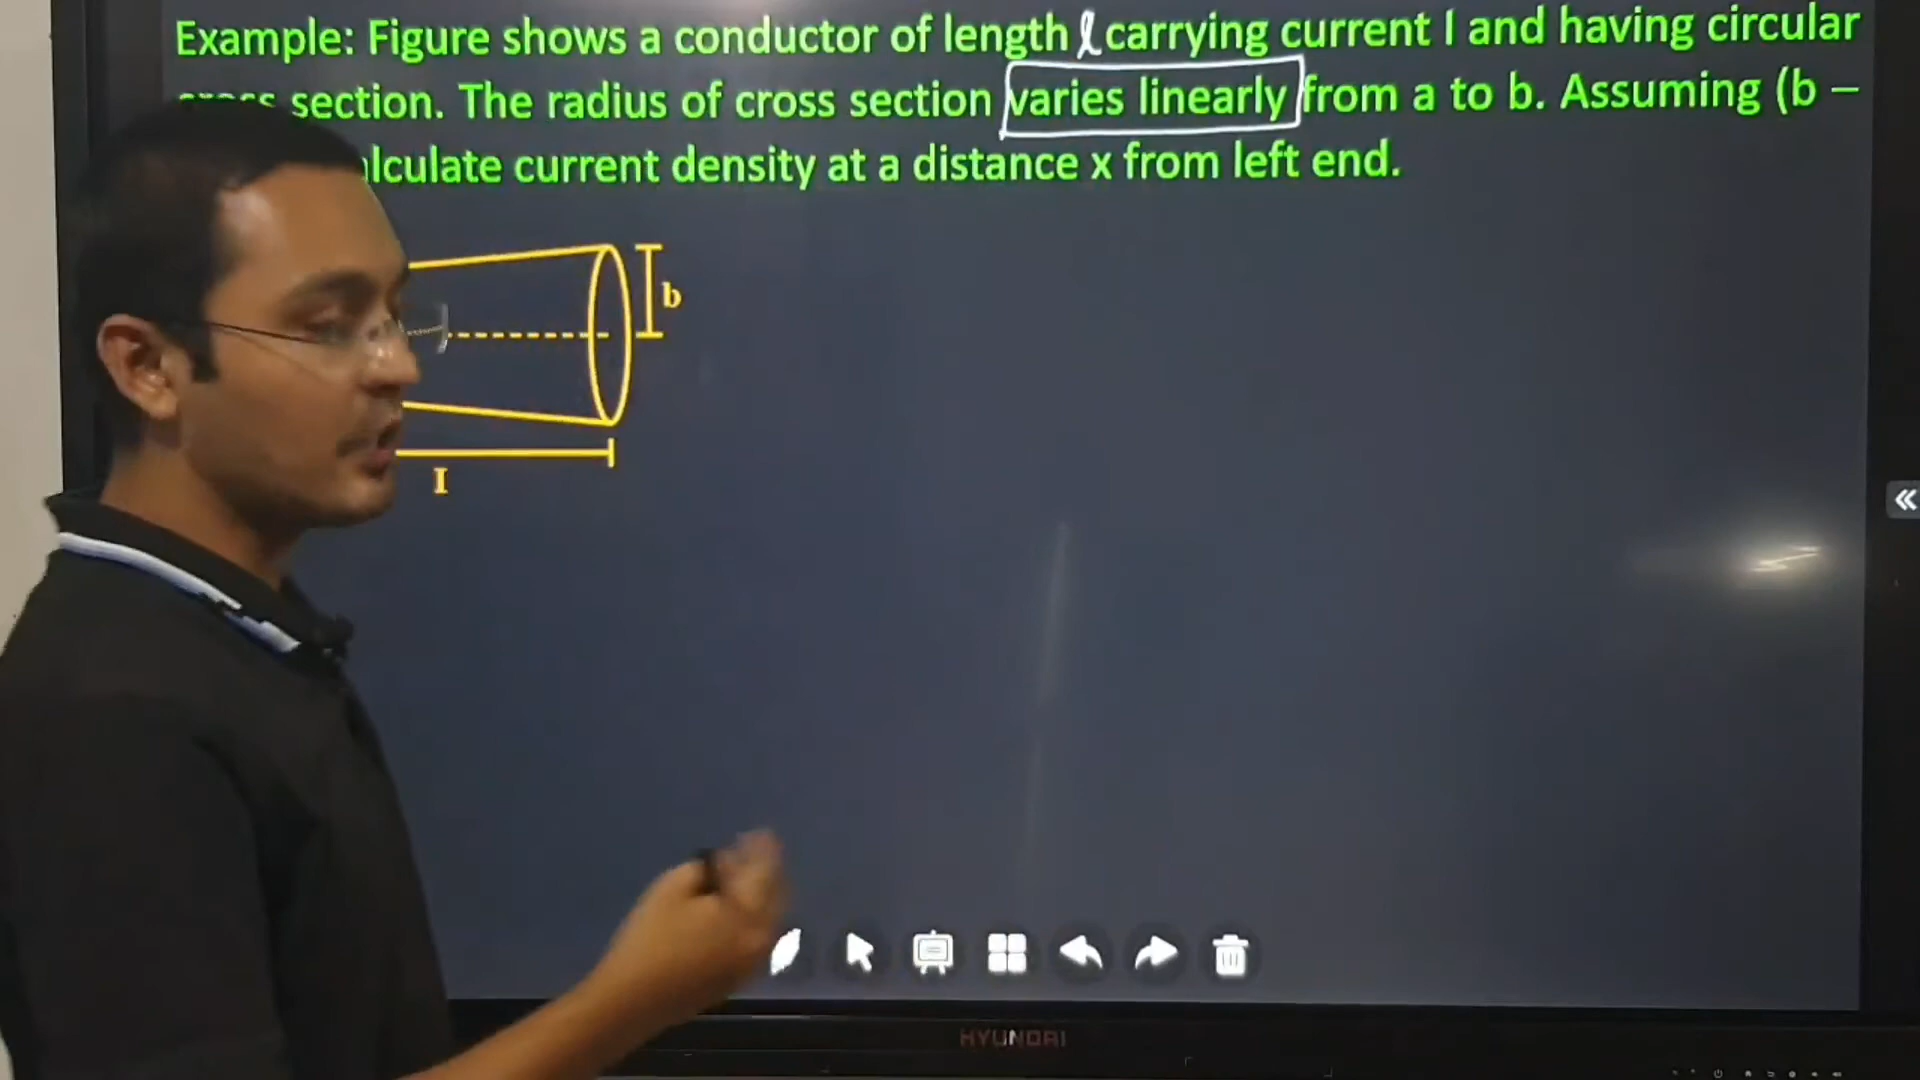 Example: Figure shows a conductor of length l carrying current I and having circular
section. The radius of cross section varies linearly from a to b. Assuming (b –
alculate current density at a distance x from left end.
b
I
HYUNDAI